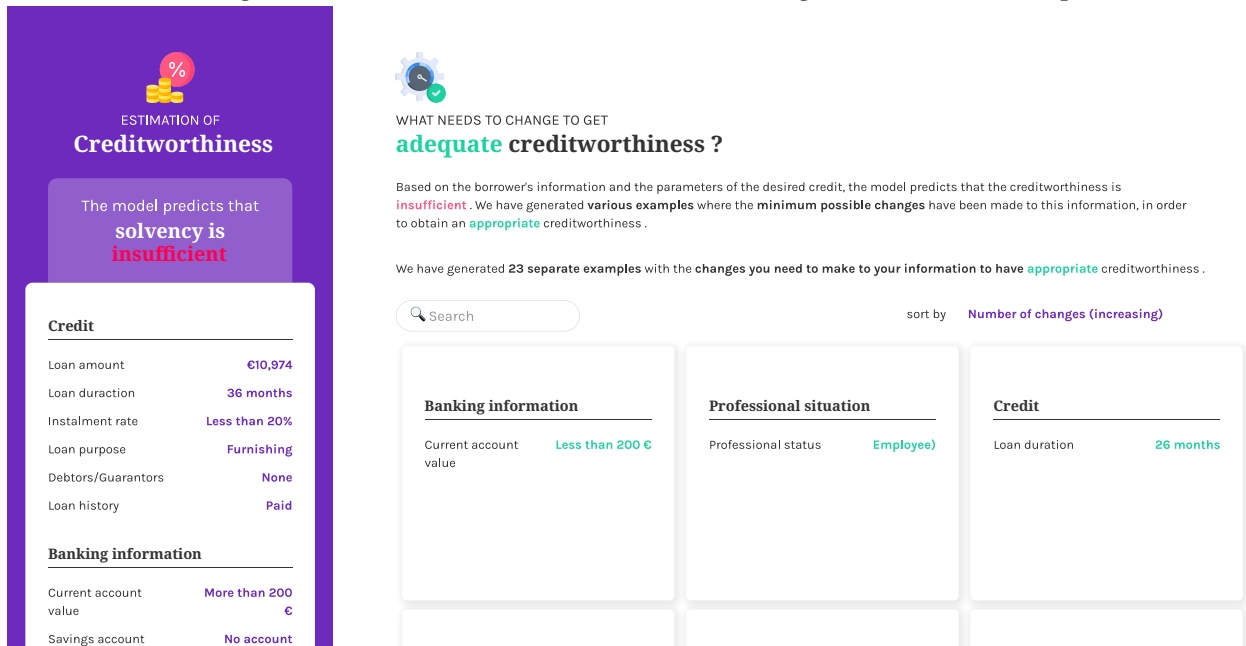 %
ESTIMATION OF
Creditworthiness
The model predicts that
solvency is
insufficient
Credit
Loan amount €10,974
Loan duraction 36 months
Instalment rate Less than 20%
Loan purpose Furnishing
Debtors/Guarantors None
Loan history Paid
Banking information
Current account More than 200
value €
Savings account No account
WHAT NEEDS TO CHANGE TO GET
adequate creditworthiness ?
Based on the borrower's information and the parameters of the desired credit, the model predicts that the creditworthiness is
insufficient . We have generated various examples where the minimum possible changes have been made to this information, in order
to obtain an appropriate creditworthiness .
We have generated 23 separate examples with the changes you need to make to your information to have appropriate creditworthiness .
Search
sort by Number of changes (increasing)
Banking information
Current account Less than 200 €
value
Professional situation
Professional status Employee)
Credit
Loan duration 26 months